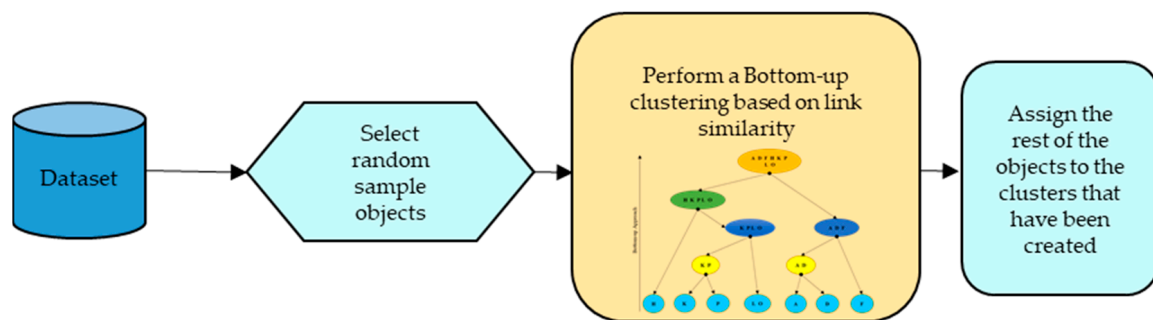 Dataset
Select
random
sample
objects
Perform a Bottom-up
clustering based on link
similarity
K P L O
A D F
K P
A D
K
P
L O
A
F
Assign the
rest of the
objects to the
clusters that
have been
created